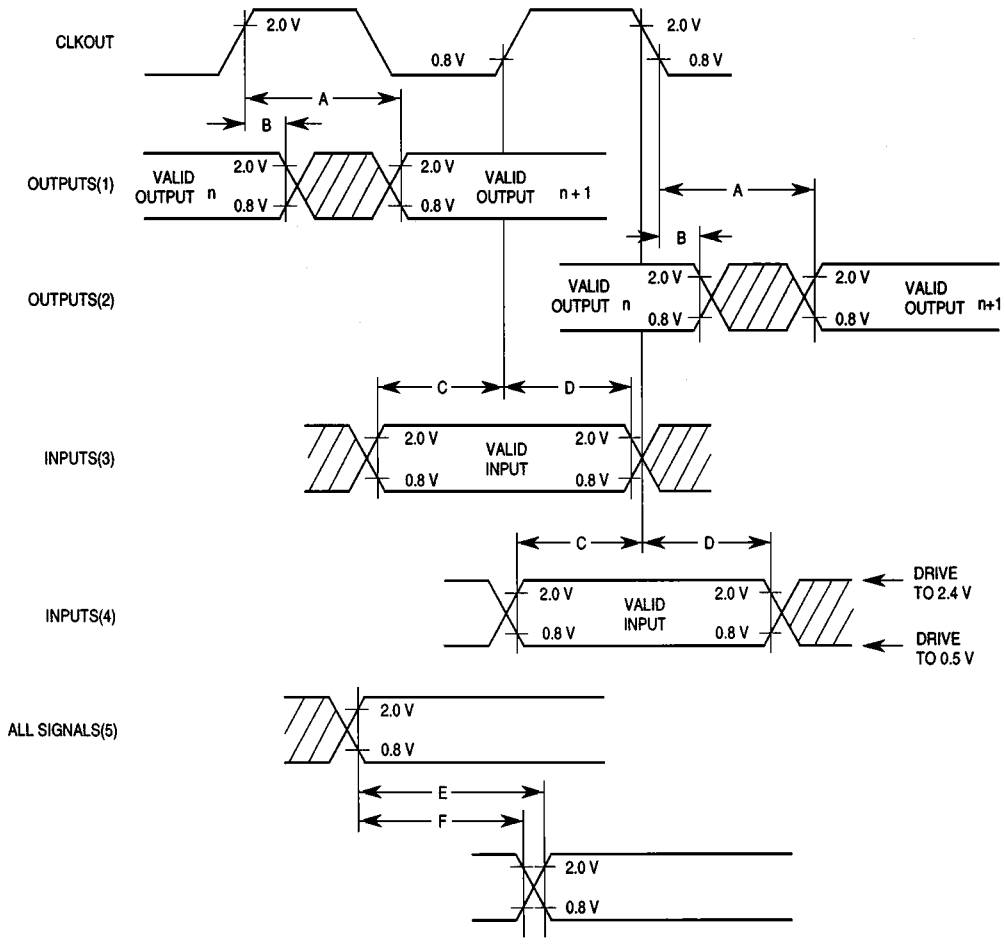 CLKOUT
2.0 V
0.8 V
2.0 V
0.8 V
A
B
OUTPUTS(1)
VALID
OUTPUT n
2.0 V
0.8 V
2.0 V
0.8 V
VALID
OUTPUT n + 1
A
B
OUTPUTS(2)
VALID
OUTPUT n
2.0 V
0.8 V
2.0 V
0.8 V
VALID
OUTPUT n+1
C
D
INPUTS(3)
2.0 V
0.8 V
VALID
INPUT
2.0 V
0.8 V
C
D
INPUTS(4)
2.0 V
0.8 V
VALID
INPUT
2.0 V
0.8 V
DRIVE
TO 2.4 V
DRIVE
TO 0.5 V
ALL SIGNALS(5)
2.0 V
0.8 V
E
F
2.0 V
0.8 V